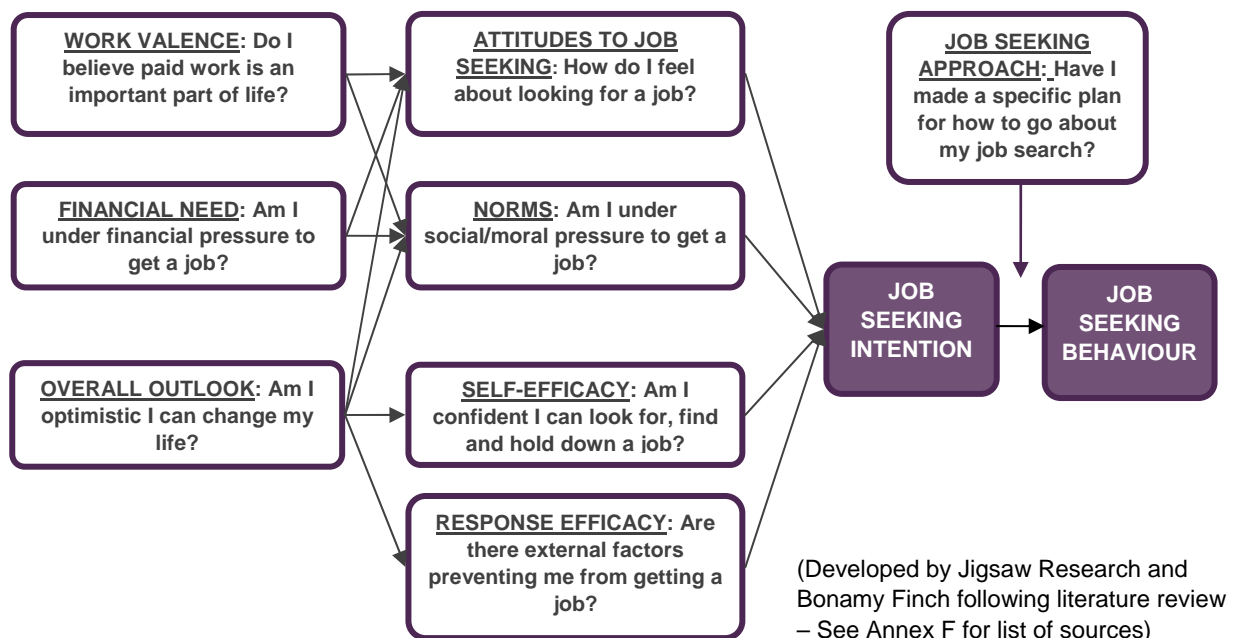 WORK VALENCE: Do I
believe paid work is an
important part of life?
FINANCIAL NEED: Am I
under financial pressure to
get a job?
OVERALL OUTLOOK: Am I
optimistic I can change my
life?
ATTITUDES TO JOB
SEEKING: How do I feel
about looking for a job?
NORMS: Am I under
social/moral pressure to get a
job?
SELF-EFFICACY: Am I
confident I can look for, find
and hold down a job?
RESPONSE EFFICACY: Are
there external factors
preventing me from getting a
job?
JOB SEEKING
APPROACH: Have I
made a specific plan
for how to go about
my job search?
JOB
SEEKING
INTENTION
JOB
SEEKING
BEHAVIOUR
(Developed by Jigsaw Research and
Bonamy Finch following literature review
– See Annex F for list of sources)